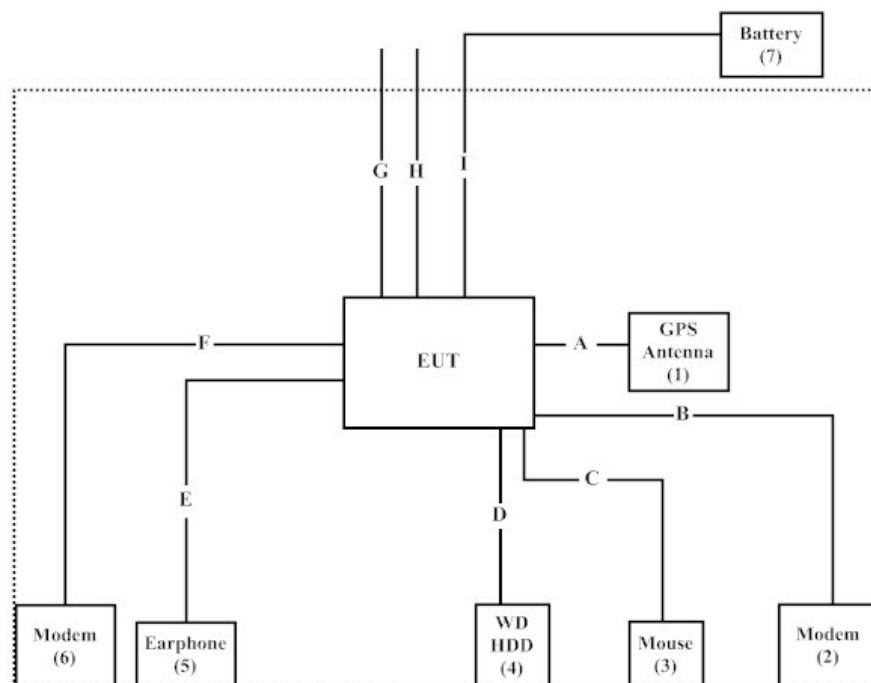 Battery
(7)
G
H
I
F
EUT
A
GPS
Antenna
(1)
B
E
D
C
Modem
(6)
Earphone
(5)
WD
HDD
(4)
Mouse
(3)
Modem
(2)